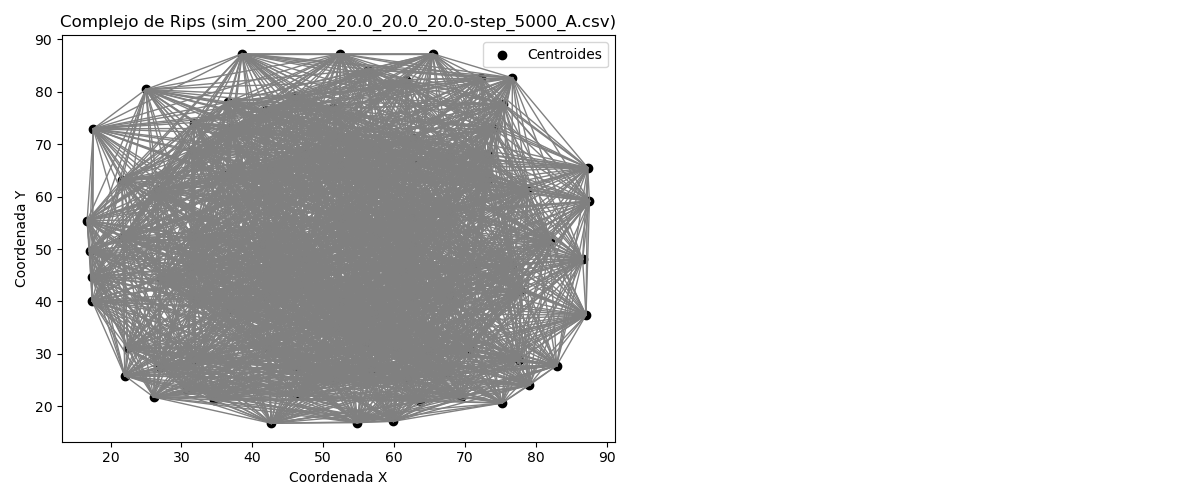 Complejo de Rips (sim_200_200_20.0_20.0_20.0-step_5000_A.csv)
Centroides
Coordenada Y
90
80
70
60
50
40
30
20
20 30 40 50 60 70 80 90
Coordenada X